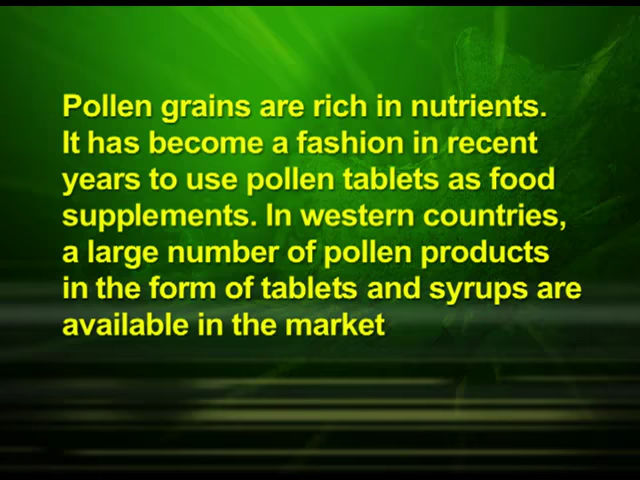 Pollen grains are rich in nutrients.
It has become a fashion in recent
years to use pollen tablets as food
supplements. In western countries,
a large number of pollen products
in the form of tablets and syrups are
available in the market